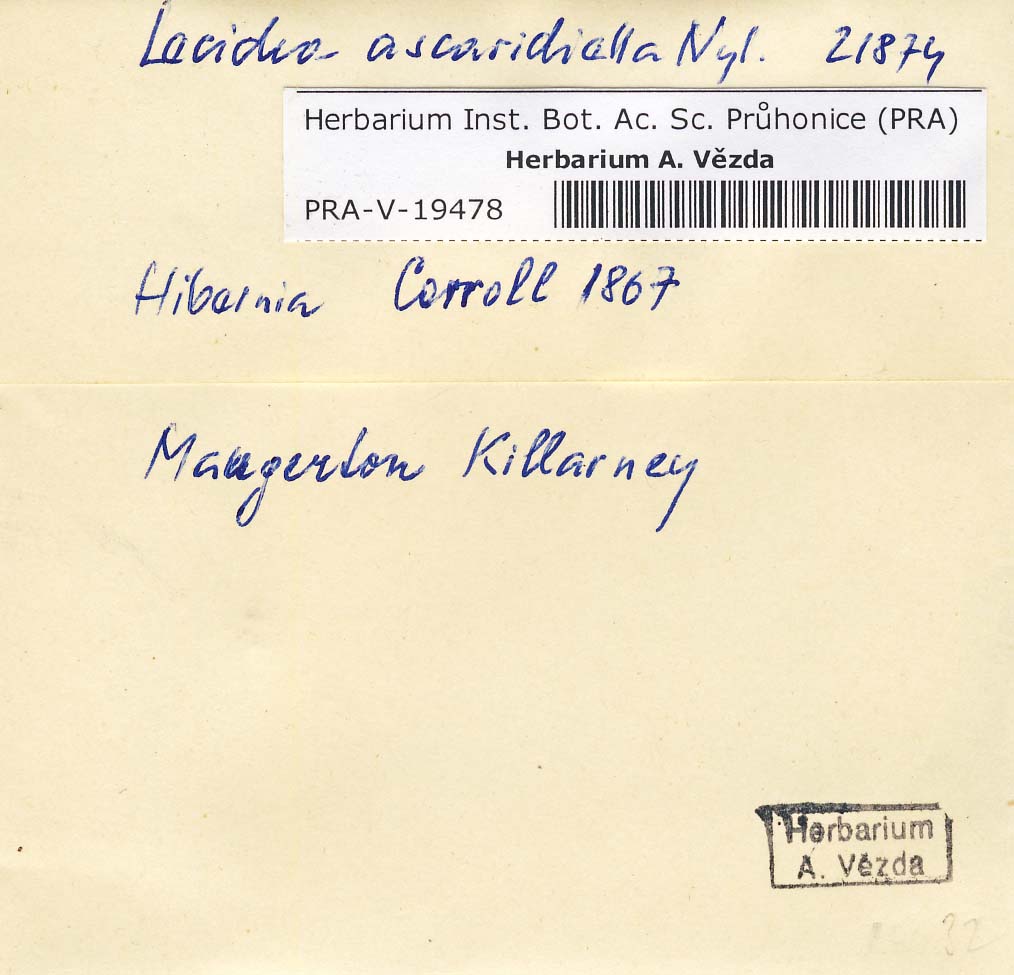 Lecidea ascaridiella Nyl. 21874
Herbarium Inst. Bot. Ac. Sc. Průhonice (PRA)
Herbarium A. Vězda
PRA-V-19478
Hibernia Carroll 1867
Mangerton Killarney
Herbarium
A. Vězda
32